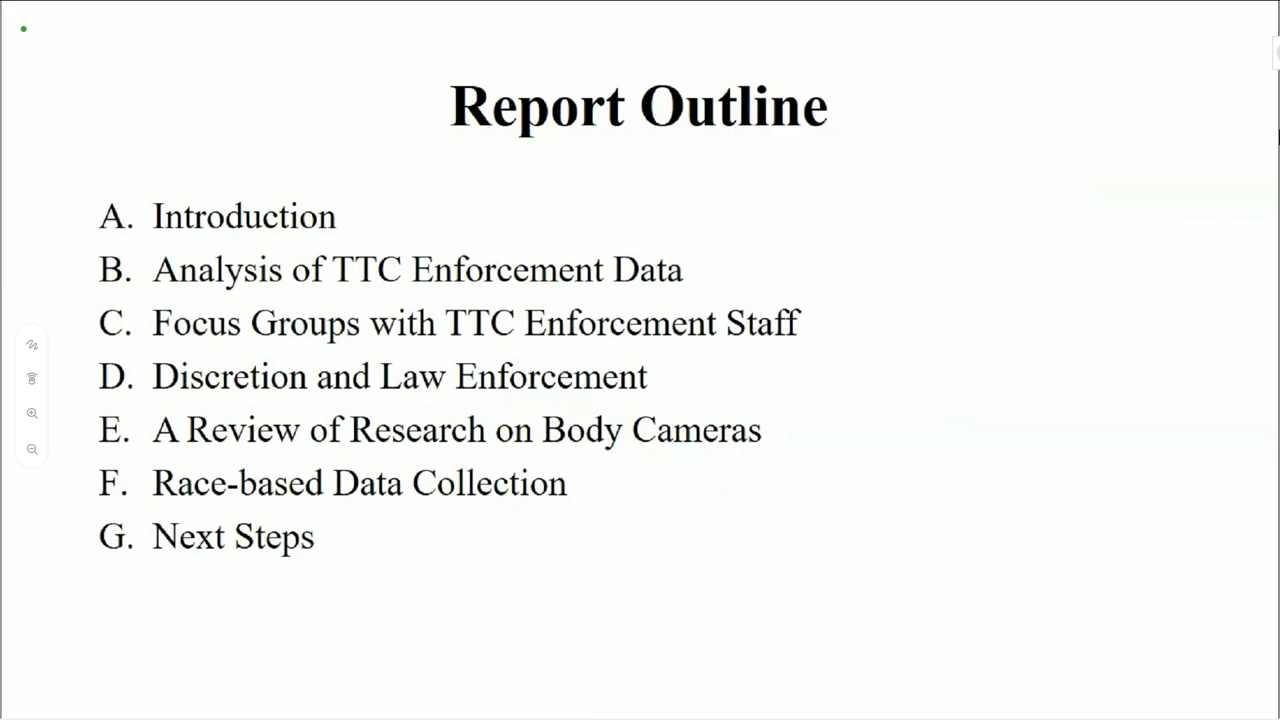 Report Outline
A. Introduction
B. Analysis of TTC Enforcement Data
C. Focus Groups with TTC Enforcement Staff
D. Discretion and Law Enforcement
E. A Review of Research on Body Cameras
F. Race-based Data Collection
G. Next Steps